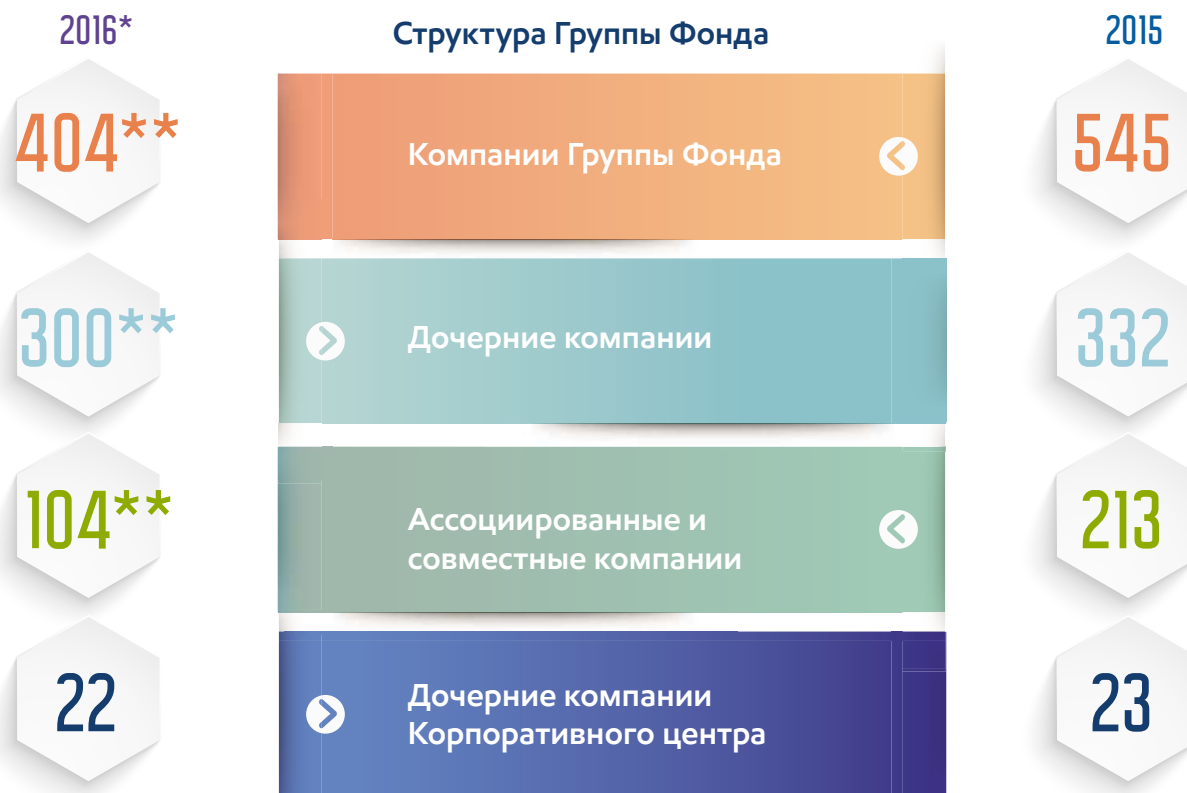 2016* Структура Группы Фонда 2015
404** Компании Группы Фонда 545
300** Дочерние компании 332
104** Ассоциированные и 213
совместные компании
22 Дочерние компании 23
Корпоративного центра